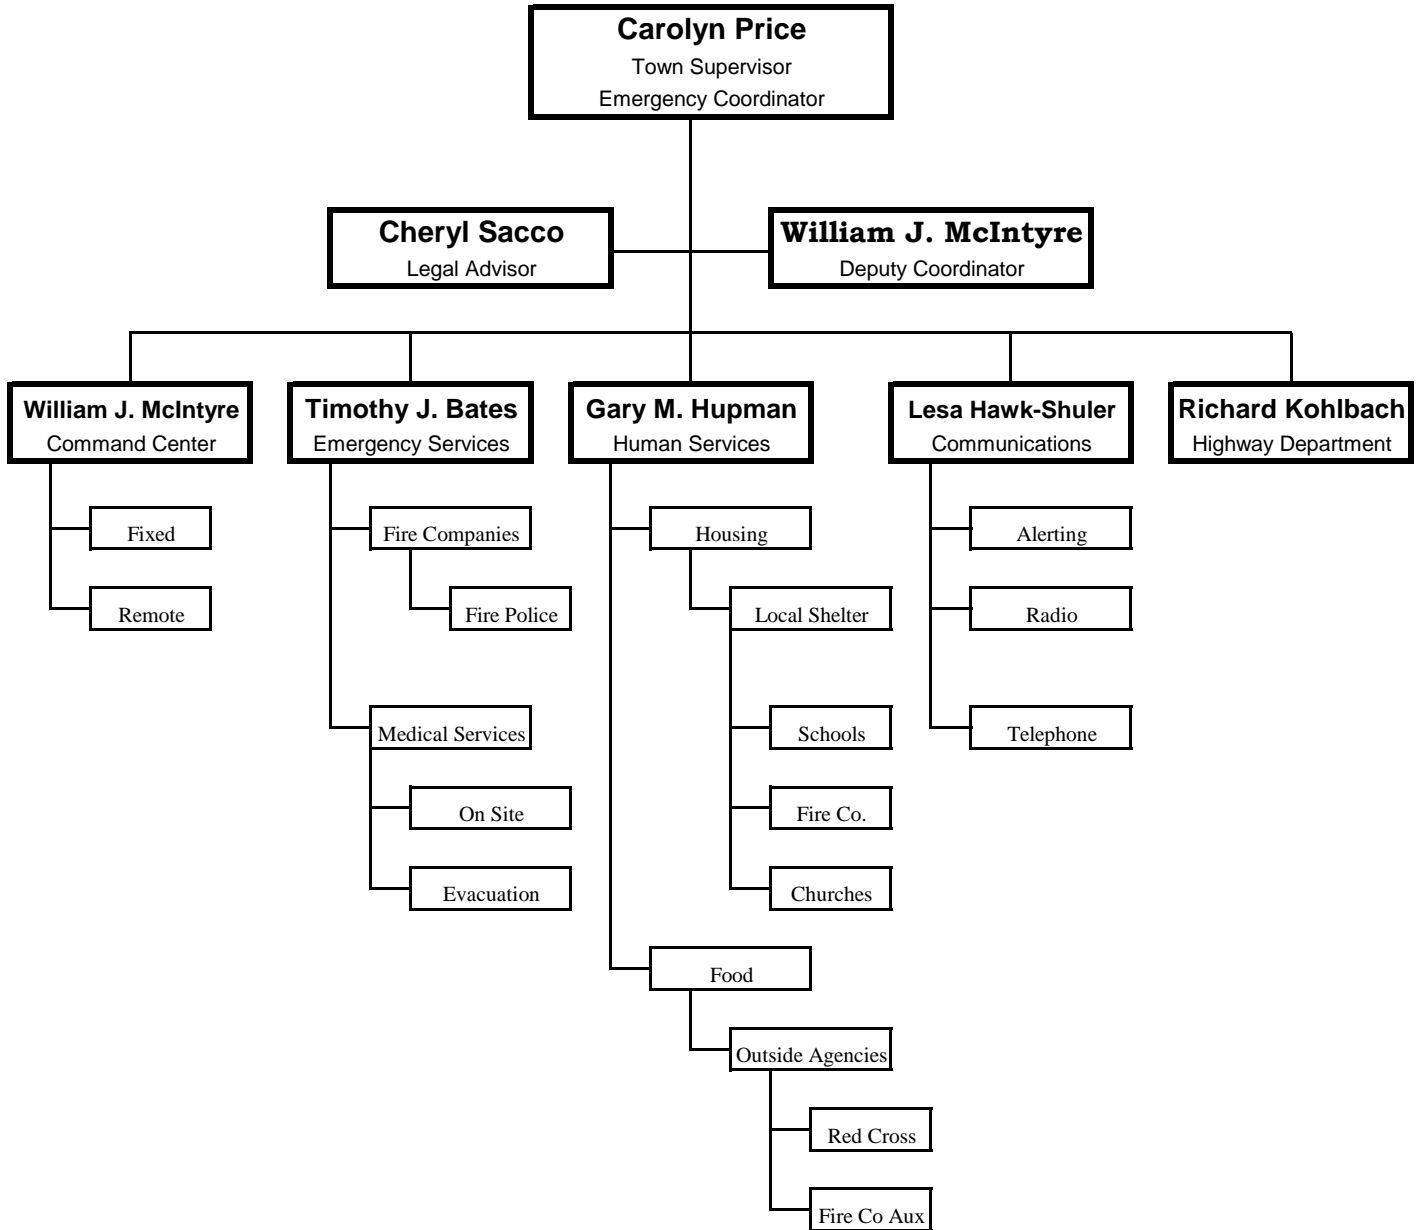 Carolyn Price
Town Supervisor
Emergency Coordinator
Cheryl Sacco
Legal Advisor
William J. McIntyre
Deputy Coordinator
William J. McIntyre
Command Center
Timothy J. Bates
Emergency Services
Gary M. Hupman
Human Services
Lesa Hawk-Shuler
Communications
Richard Kohlbach
Highway Department
Fixed
Fire Companies
Housing
Alerting
Remote
Fire Police
Local Shelter
Radio
Medical Services
Schools
Telephone
On Site
Fire Co.
Evacuation
Churches
Food
Outside Agencies
Red Cross
Fire Co Aux